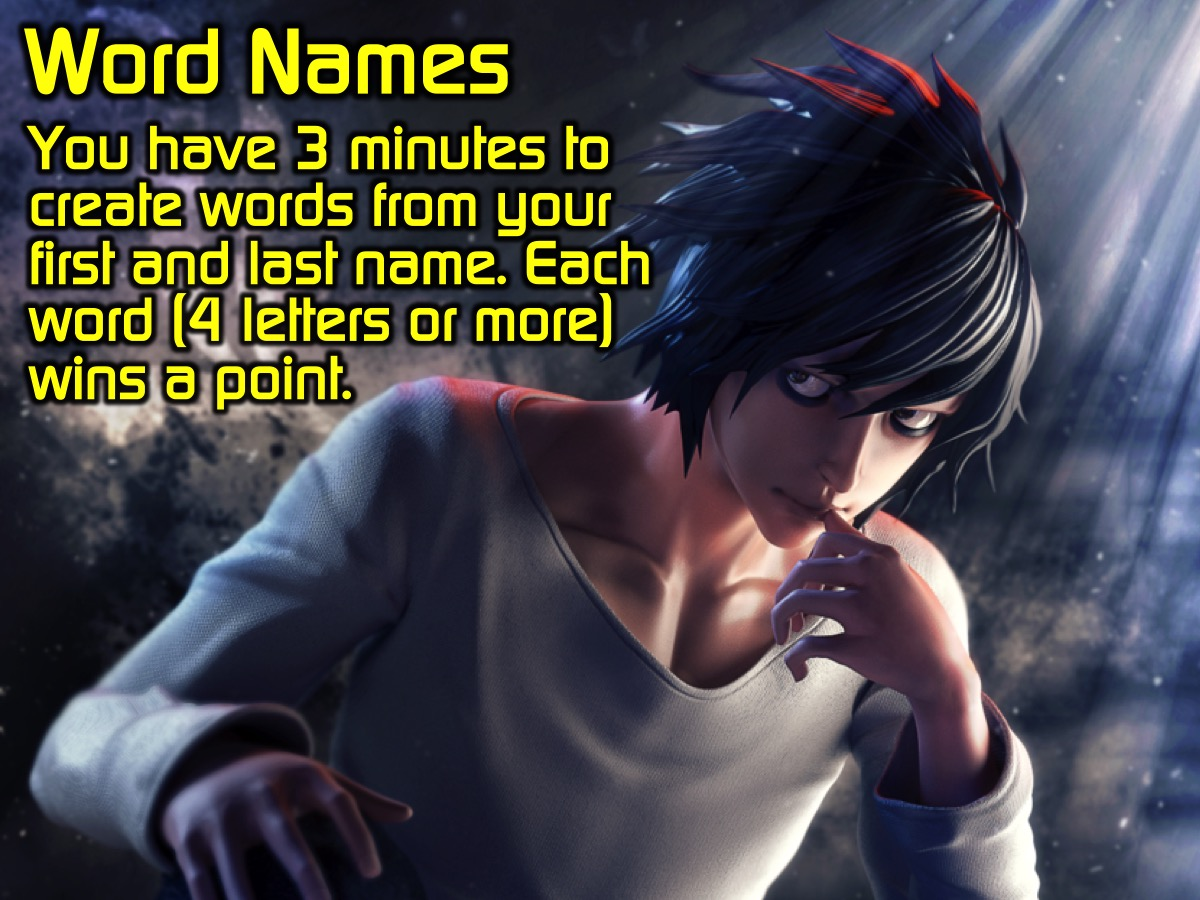 Word Names
You have 3 minutes to
create words from your
first and last name. Each
word (4 letters or more)
wins a point.